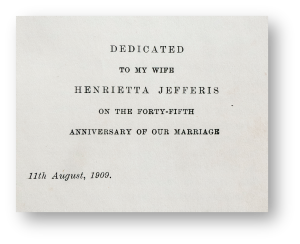 DEDICATED
TO MY WIFE
HENRIETTA JEFFERIS
ON THE FORTY-FIFTH
ANNIVERSARY OF OUR MARRIAGE
11th August, 1909.